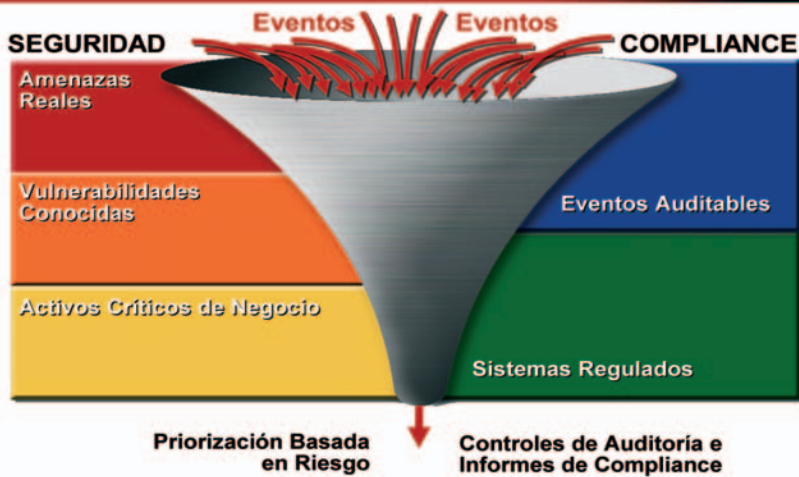 Eventos
Eventos
SEGURIDAD
COMPLIANCE
Amenazas
Reales
Vulnerabilidades
Conocidas
Activos Críticos de Negocio
Eventos Auditables
Sistemas Regulados
Priorización Basada
en Riesgo
Controles de Auditoría e
Informes de Compliance